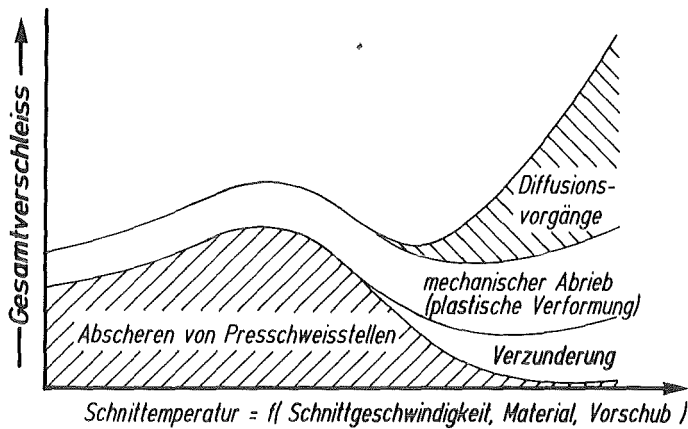 Gesamtverschleiss
Diffusions-
vorgänge
mechanischer Abrieb
(plastische Verformung)
Abscheren von Presschweisstellen
Verzunderung
Schnittemperatur = f( Schnittgeschwindigkeit, Material, Vorschub )